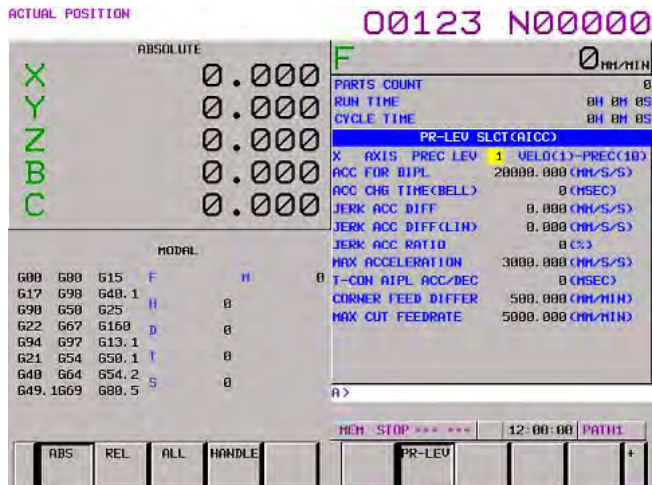 ACTUAL POSITION
O0123 N00000
ABSOLUTE
X 0.000
Y 0.000
Z 0.000
B 0.000
C 0.000
F 0 MM/MIN
PARTS COUNT 0
RUN TIME 0H 0M 0S
CYCLE TIME 0H 0M 0S
PR-LEV SLCT(AICC)
X AXIS PREC LEV 1 VELO(1)-PREC(10)
ACC FOR BIPL 20000.000(MM/S/S)
ACC CHG TIME(BELL) 0(MSEC)
JERK ACC DIFF 0.000(MM/S/S)
JERK ACC DIFF(LIN) 0.000(MM/S/S)
JERK ACC RATIO 0(%)
MAX ACCELERATION 3000.000(MM/S/S)
T-CON AIPL ACC/DEC 0(MSEC)
CORNER FEED DIFFER 500.000(MM/MIN)
MAX CUT FEEDRATE 5000.000(MM/MIN)
MODAL
G00 G80 G15 F M 0
G17 G98 G40.1
G90 G50 G25 H 0
G22 G67 G160 D 0
G94 G97 G13.1
G21 G54 G50.1 T 0
G40 G64 G54.2
G49.1 G69 G80.5 S 0
A>
MEM STOP *** ***
12:00:00 PATH1
ABS REL ALL HANDLE PR-LEV +